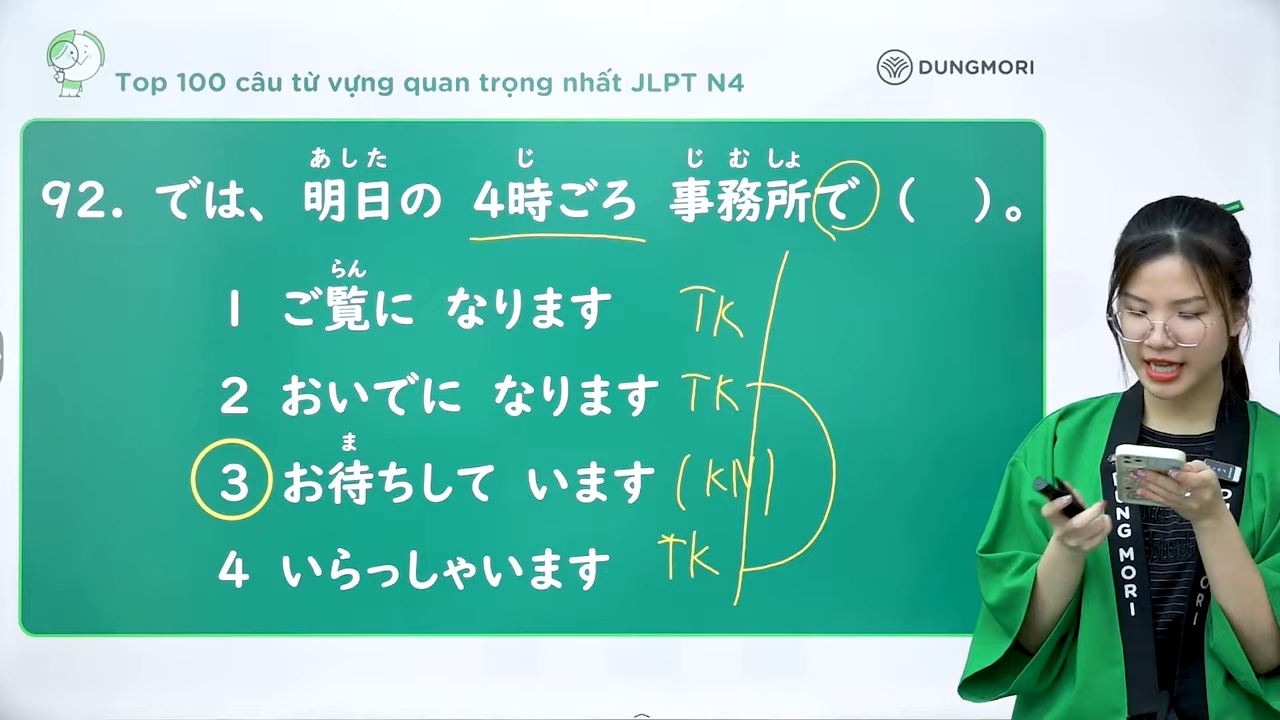 Top 100 câu từ vựng quan trọng nhất JLPT N4
DUNGMORI
あした じ じ む しょ
92. では、明日の 4時ごろ 事務所で（ ）。
らん
1 ご覧に なります TK
2 おいでに なります TK
ま
3 お待ちして います (KN)
4 いらっしゃいます TK
DUNG MORI